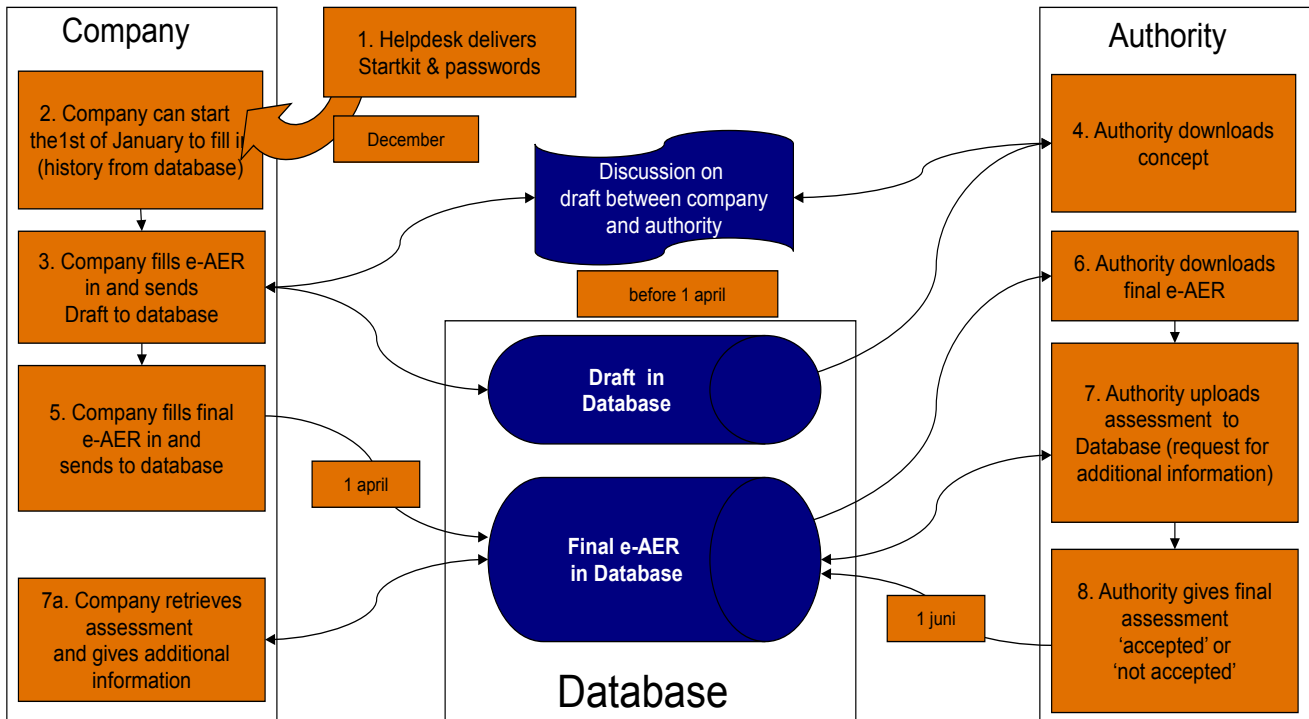 Company
1. Helpdesk delivers
Startkit & passwords
December
2. Company can start
the1st of January to fill in
(history from database)
3. Company fills e-AER
in and sends
Draft to database
5. Company fills final
e-AER in and
sends to database
1 april
7a. Company retrieves
assessment
and gives additional
information
Discussion on
draft between company
and authority
before 1 april
Draft in
Database
Final e-AER
in Database
Database
Authority
4. Authority downloads
concept
6. Authority downloads
final e-AER
7. Authority uploads
assessment to
Database (request for
additional information)
8. Authority gives final
assessment
‘accepted’ or
‘not accepted’
1 juni